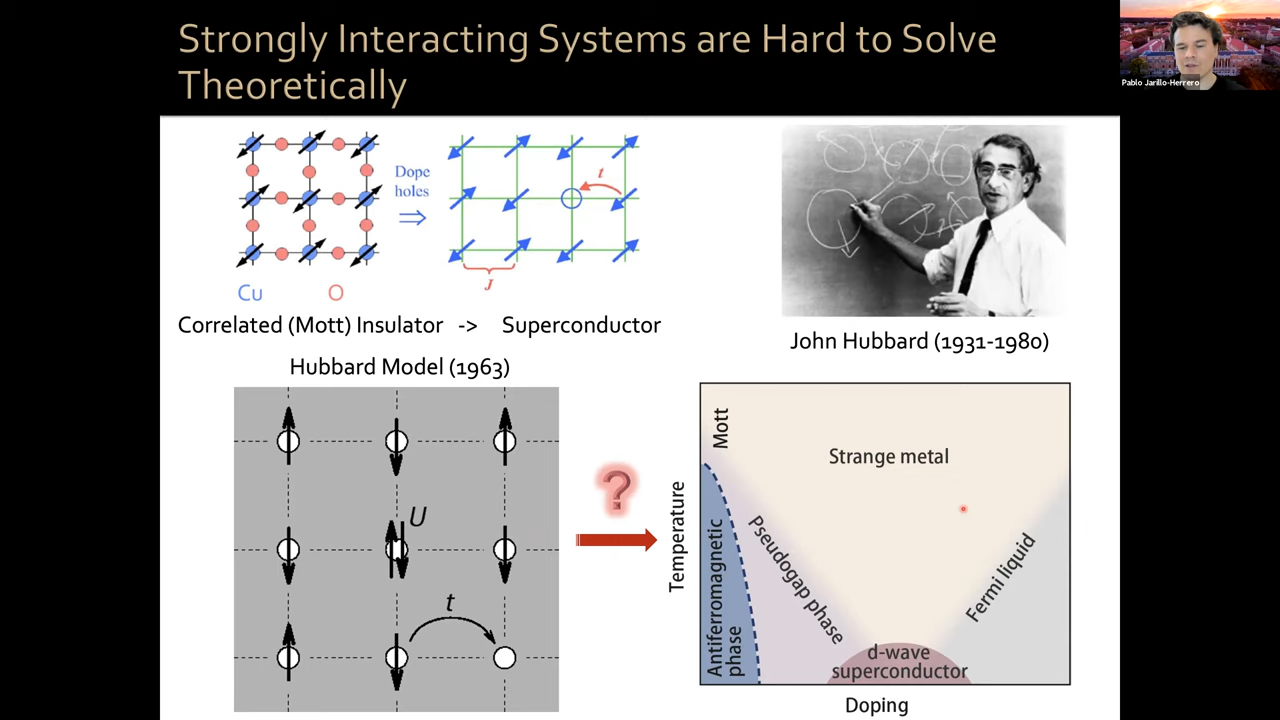 Strongly Interacting Systems are Hard to Solve
Theoretically
Pablo Jarillo-Herrero
Dope
holes
t
J
Cu
O
Correlated (Mott) Insulator -> Superconductor
John Hubbard (1931-1980)
Hubbard Model (1963)
U
t
?
Temperature
Mott
Strange metal
Antiferromagnetic
phase
Pseudogap phase
Fermi liquid
d-wave
superconductor
Doping